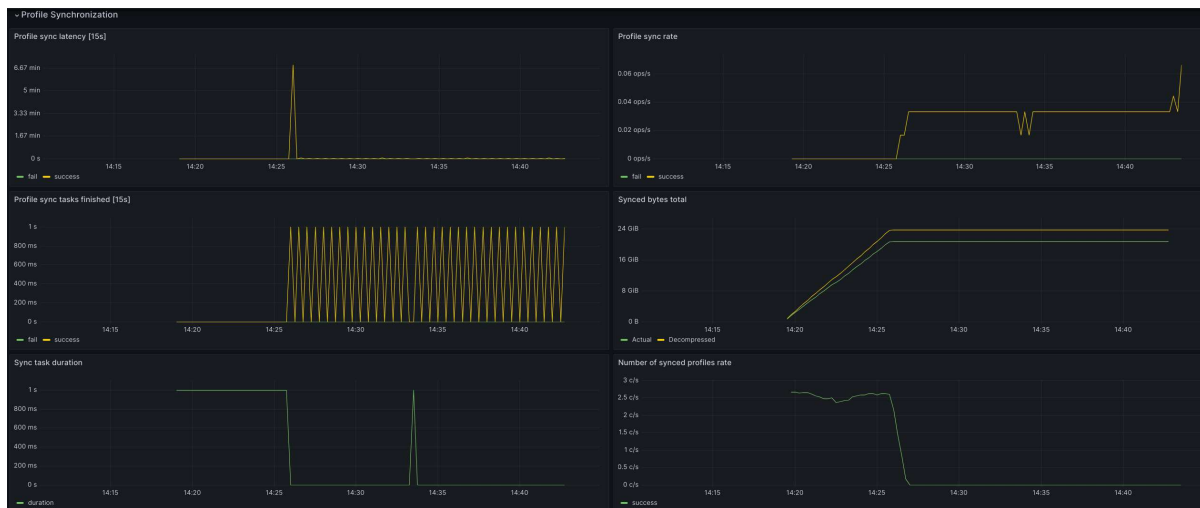 Profile Synchronization
Profile sync latency [15s]
6.67 min
5 min
3.33 min
1.67 min
0 s
14:15 14:20 14:25 14:30 14:35 14:40
fail success
Profile sync rate
0.06 ops/s
0.04 ops/s
0.02 ops/s
0 ops/s
14:15 14:20 14:25 14:30 14:35 14:40
fail success
Profile sync tasks finished [15s]
1 s
800 ms
600 ms
400 ms
200 ms
0 s
14:15 14:20 14:25 14:30 14:35 14:40
fail success
Synced bytes total
24 GiB
16 GiB
8 GiB
0 B
14:15 14:20 14:25 14:30 14:35 14:40
Actual Decompressed
Sync task duration
1 s
800 ms
600 ms
400 ms
200 ms
0 s
14:15 14:20 14:25 14:30 14:35 14:40
duration
Number of synced profiles rate
3 c/s
2.5 c/s
2 c/s
1.5 c/s
1 c/s
0.5 c/s
0 c/s
14:15 14:20 14:25 14:30 14:35 14:40
success